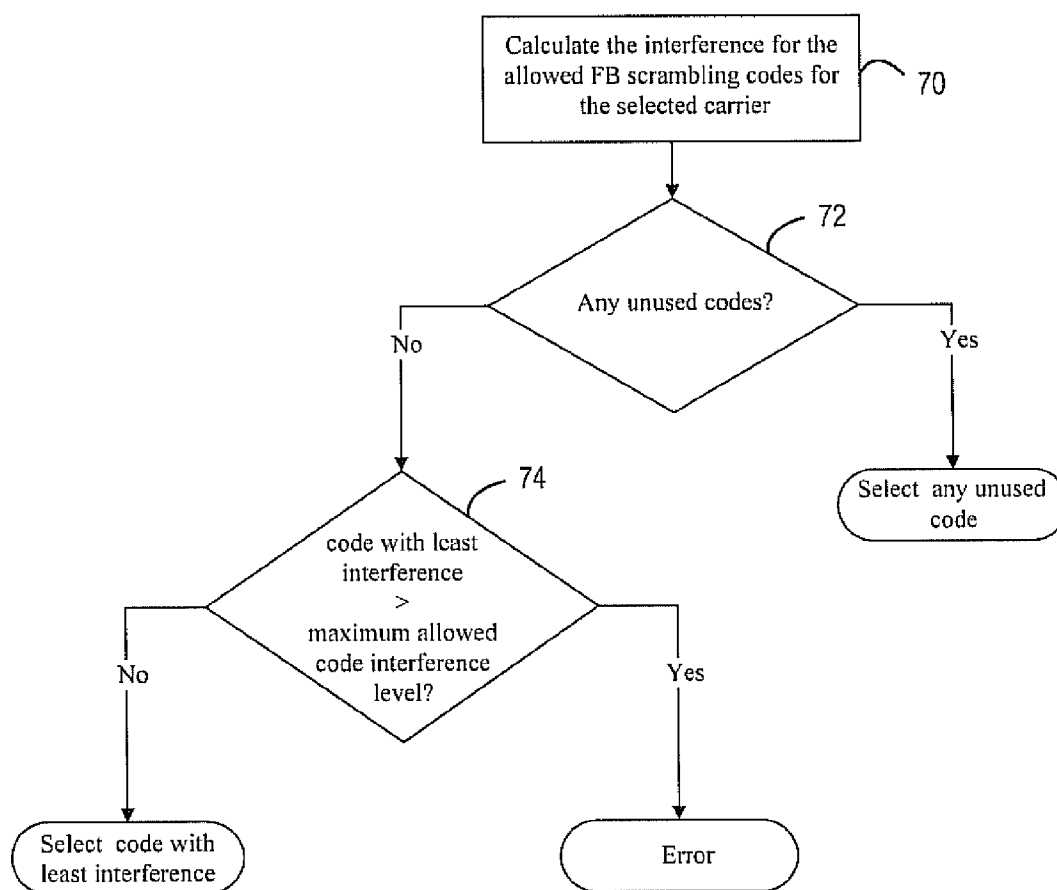 Calculate the interference for the
allowed FB scrambling codes for
the selected carrier
70
72
Any unused codes?
No
Yes
Select any unused
code
74
code with least
interference
>
maximum allowed
code interference
level?
No
Yes
Select code with
least interference
Error